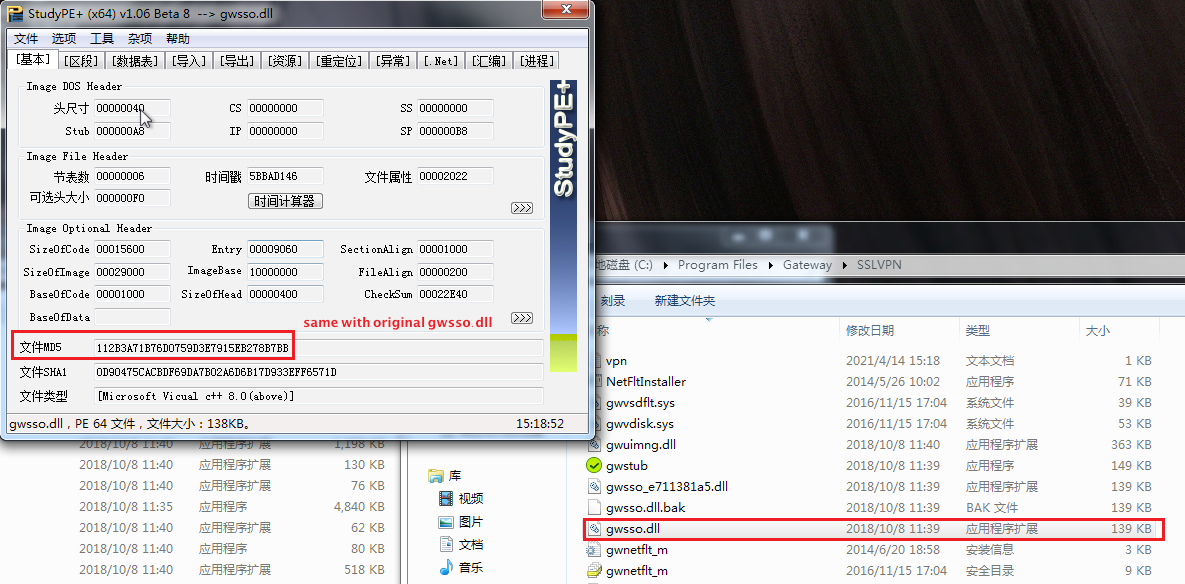 StudyPE+ (x64) v1.06 Beta 8 --> gwsso.dll
文件 选项 工具 杂项 帮助
[基本] [区段] [数据表] [导入] [导出] [资源] [重定位] [异常] [.Net] [汇编] [进程]
Image DOS Header
头尺寸 00000040 CS 00000000 SS 00000000
Stub 000000A8 IP 00000000 SP 000000B8
Image File Header
节表数 00000006 时间戳 5BBAD146 文件属性 00002022
可选头大小 000000F0 时间计算器 >>>
Image Optional Header
SizeOfCode 00015600 Entry 00009060 SectionAlign 00001000
SizeOfImage 00029000 ImageBase 10000000 FileAlign 00000200
BaseOfCode 00001000 SizeOfHead 00000400 CheckSum 00022E40
BaseOfData >>>
same with original gwsso.dll
文件MD5 112B3A71B76D0759D3E7915EB278B7EB
文件SHA1 0D90475CACBDF69DA7B02A6D6B17D933EFF6571D
文件类型 [Microsoft Vicual c++ 8.0(above)]
gwsso.dll，PE 64 文件，文件大小：138KB。 15:18:52
StudyPE+
2018/10/8 11:40 应用程序扩展 1,198 KB
2018/10/8 11:40 应用程序扩展 130 KB
2018/10/8 11:40 应用程序扩展 76 KB
2018/10/8 11:35 应用程序 4,840 KB
2018/10/8 11:40 应用程序扩展 62 KB
2018/10/8 11:40 应用程序 80 KB
2018/10/8 11:40 应用程序扩展 518 KB
地磁盘 (C:) Program Files Gateway SSLVPN
刻录 新建文件夹
库
视频
图片
文档
音乐
称 修改日期 类型 大小
vpn 2021/4/14 15:18 文本文档 1 KB
NetFltInstaller 2014/5/26 10:02 应用程序 71 KB
gwvsdflt.sys 2016/11/15 17:04 系统文件 39 KB
gwvdisk.sys 2016/11/15 17:04 系统文件 53 KB
gwuimng.dll 2018/10/8 11:40 应用程序扩展 363 KB
gwstub 2018/10/8 11:39 应用程序 149 KB
gwsso_e711381a5.dll 2018/10/8 11:39 应用程序扩展 139 KB
gwsso.dll.bak 2018/10/8 11:39 BAK 文件 139 KB
gwsso.dll 2018/10/8 11:39 应用程序扩展 139 KB
gwnetflt_m 2014/6/20 18:58 安装信息 3 KB
gwnetflt_m 2016/11/15 17:04 安全目录 9 KB